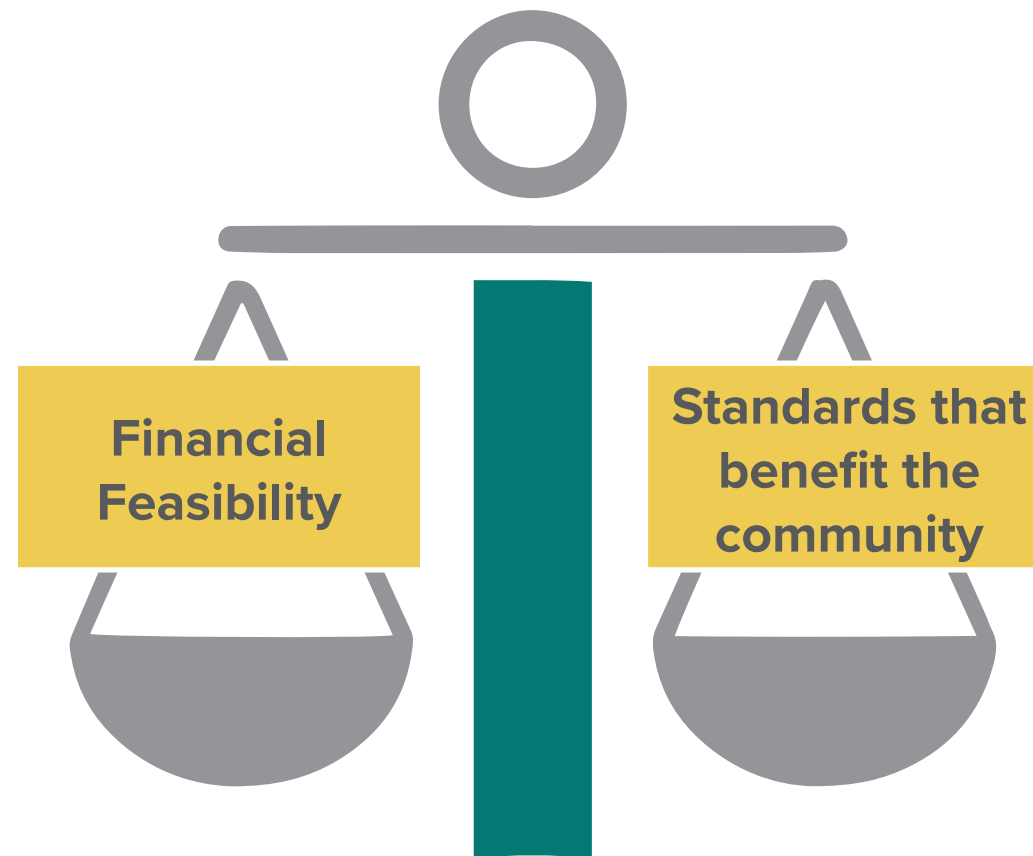 Financial
Feasibility
Standards that
benefit the
community